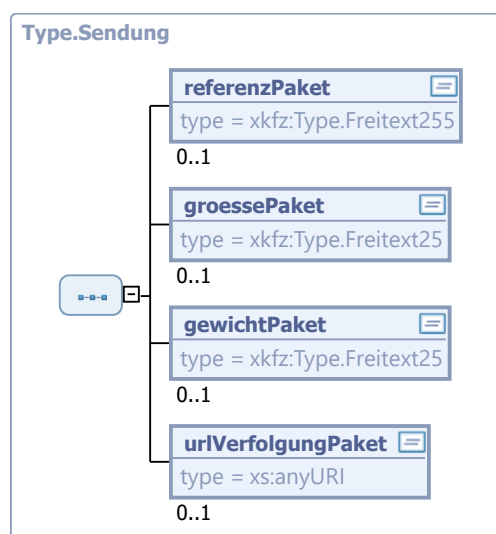 Type.Sendung
referenzPaket
type = xkfz:Type.Freitext255
0..1
groessePaket
type = xkfz:Type.Freitext25
0..1
gewichtPaket
type = xkfz:Type.Freitext25
0..1
urlVerfolgungPaket
type = xs:anyURI
0..1